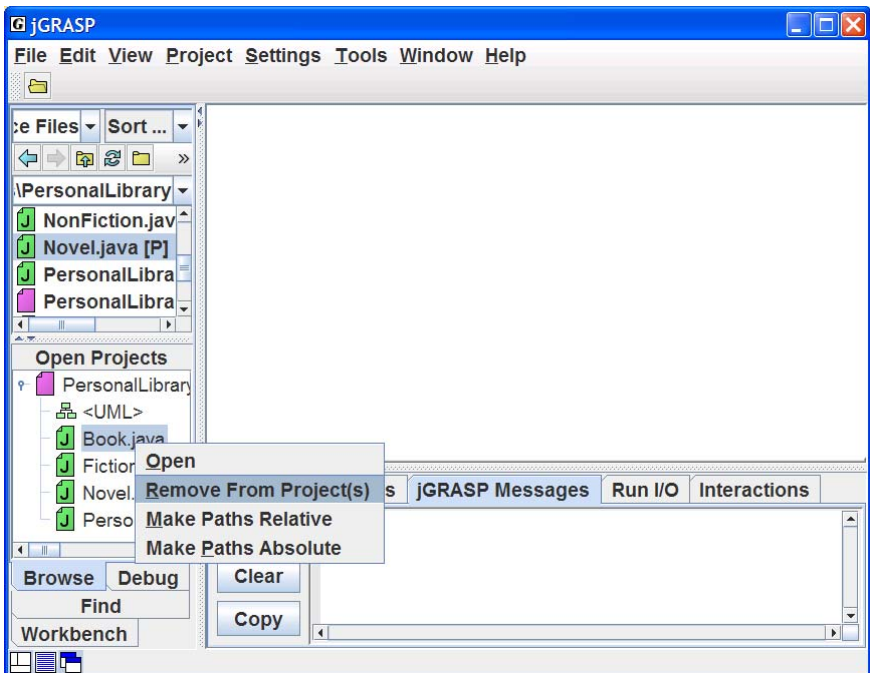 jGRASP
File Edit View Project Settings Tools Window Help
ce Files Sort ...
»
\PersonalLibrary
NonFiction.jav
Novel.java [P]
PersonalLibra
PersonalLibra
Open Projects
PersonalLibrary
<UML>
Book.java
Fiction
Novel.
Perso
Open
Remove From Project(s)
Make Paths Relative
Make Paths Absolute
s jGRASP Messages Run I/O Interactions
Clear
Copy
Browse Debug
Find
Workbench